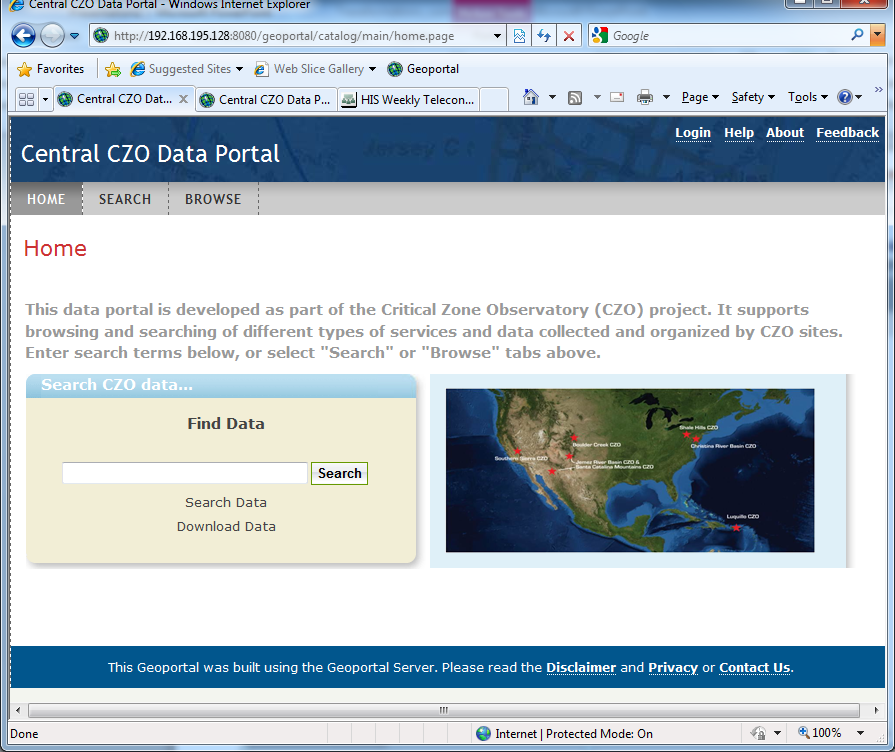 Central CZO Data Portal - Windows Internet Explorer
http://192.168.195.128:8080/geoportal/catalog/main/home.page
Google
Favorites
Suggested Sites
Web Slice Gallery
Geoportal
Central CZO Dat...
Central CZO Data P...
HIS Weekly Telecon...
Page
Safety
Tools
Login Help About Feedback
Central CZO Data Portal
HOME SEARCH BROWSE
Home
This data portal is developed as part of the Critical Zone Observatory (CZO) project. It supports
browsing and searching of different types of services and data collected and organized by CZO sites.
Enter search terms below, or select "Search" or "Browse" tabs above.
Search CZO data...
Find Data
Search
Search Data
Download Data
Shale Hills CZO
Christina River Basin CZO
Boulder Creek CZO
Southern Sierra CZO
Jemez River Basin CZO &
Santa Catalina Mountains CZO
Luquillo CZO
This Geoportal was built using the Geoportal Server. Please read the Disclaimer and Privacy or Contact Us.
Done
Internet | Protected Mode: On
100%